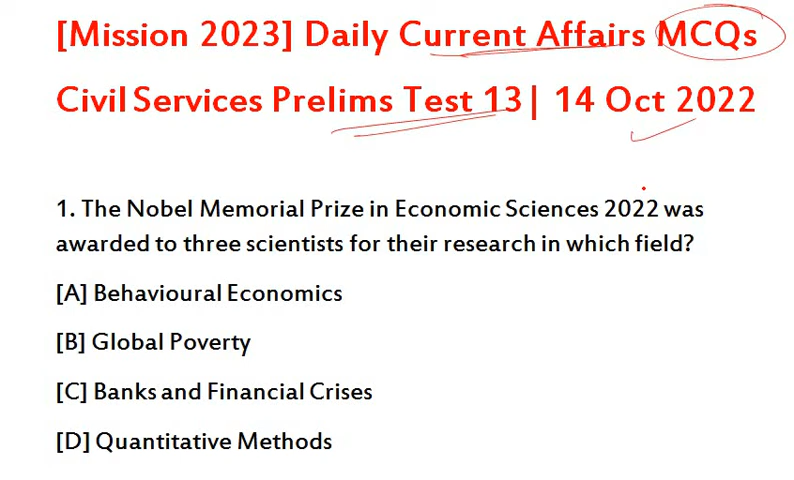 [Mission 2023] Daily Current Affairs MCQs
Civil Services Prelims Test 13| 14 Oct 2022
1. The Nobel Memorial Prize in Economic Sciences 2022 was
awarded to three scientists for their research in which field?
[A] Behavioural Economics
[B] Global Poverty
[C] Banks and Financial Crises
[D] Quantitative Methods